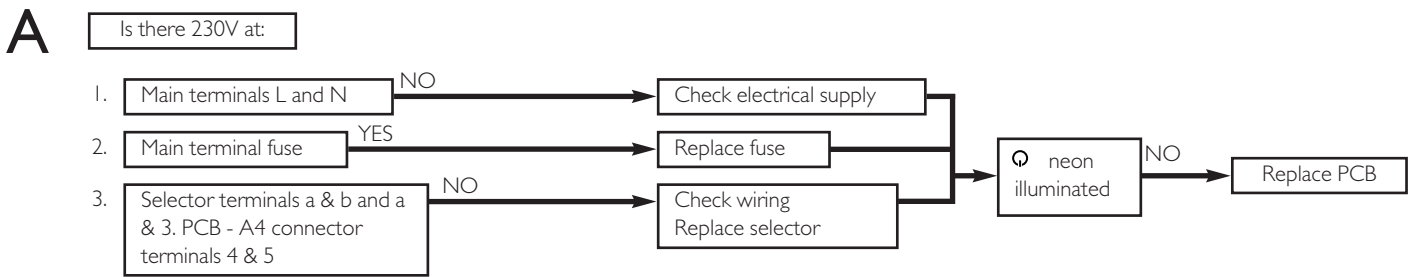 A
Is there 230V at:
1. Main terminals L and N
NO
Check electrical supply
2. Main terminal fuse
YES
Replace fuse
3. Selector terminals a & b and a
& 3. PCB - A4 connector
terminals 4 & 5
NO
Check wiring
Replace selector
neon
illuminated
NO
Replace PCB